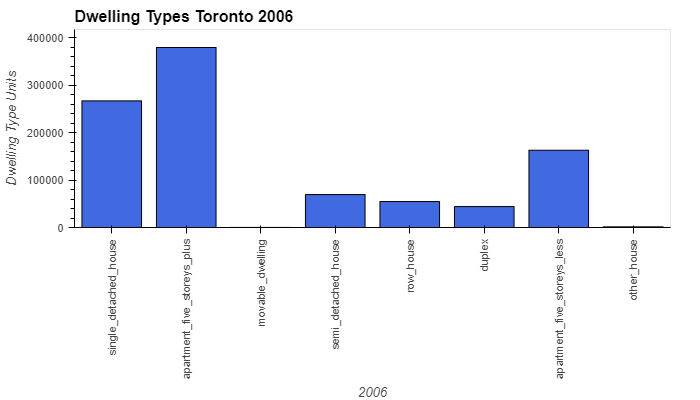 Dwelling Types Toronto 2006
Dwelling Type Units
400000
300000
200000
100000
0
single_detached_house
apartment_five_storeys_plus
movable_dwelling
semi_detached_house
row_house
duplex
apartment_five_storeys_less
other_house
2006